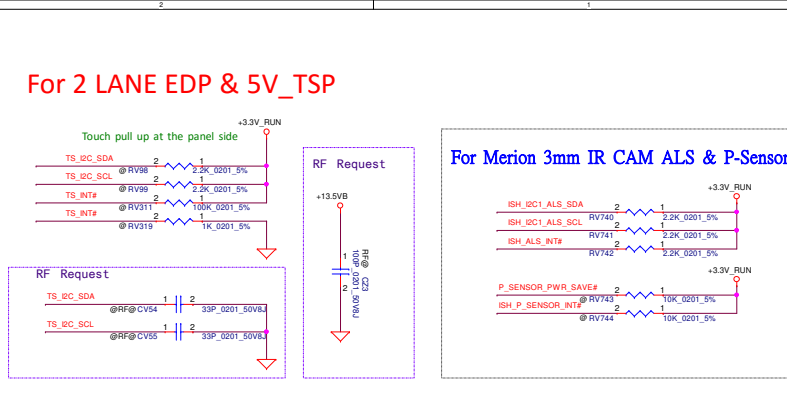 2
1
For 2 LANE EDP & 5V_TSP
Touch pull up at the panel side
+3.3V_RUN
TS_I2C_SDA
2
1
@ RV98
2.2K_0201_5%
TS_I2C_SCL
2
1
@ RV99
2.2K_0201_5%
TS_INT#
2
1
@ RV311
100K_0201_5%
TS_INT#
2
1
@ RV319
1K_0201_5%
RF Request
TS_I2C_SDA
1
2
@RF@ CV54
33P_0201_50V8J
TS_I2C_SCL
1
2
@RF@ CV55
33P_0201_50V8J
RF Request
+13.5VB
1
2
RF@ CZ3
100P_0201_50V8J
For Merion 3mm IR CAM ALS & P-Sensor
+3.3V_RUN
ISH_I2C1_ALS_SDA
2
1
RV740
2.2K_0201_5%
ISH_I2C1_ALS_SCL
2
1
RV741
2.2K_0201_5%
ISH_ALS_INT#
2
1
RV742
2.2K_0201_5%
+3.3V_RUN
P_SENSOR_PWR_SAVE#
2
1
@ RV743
10K_0201_5%
ISH_P_SENSOR_INT#
2
1
@ RV744
10K_0201_5%